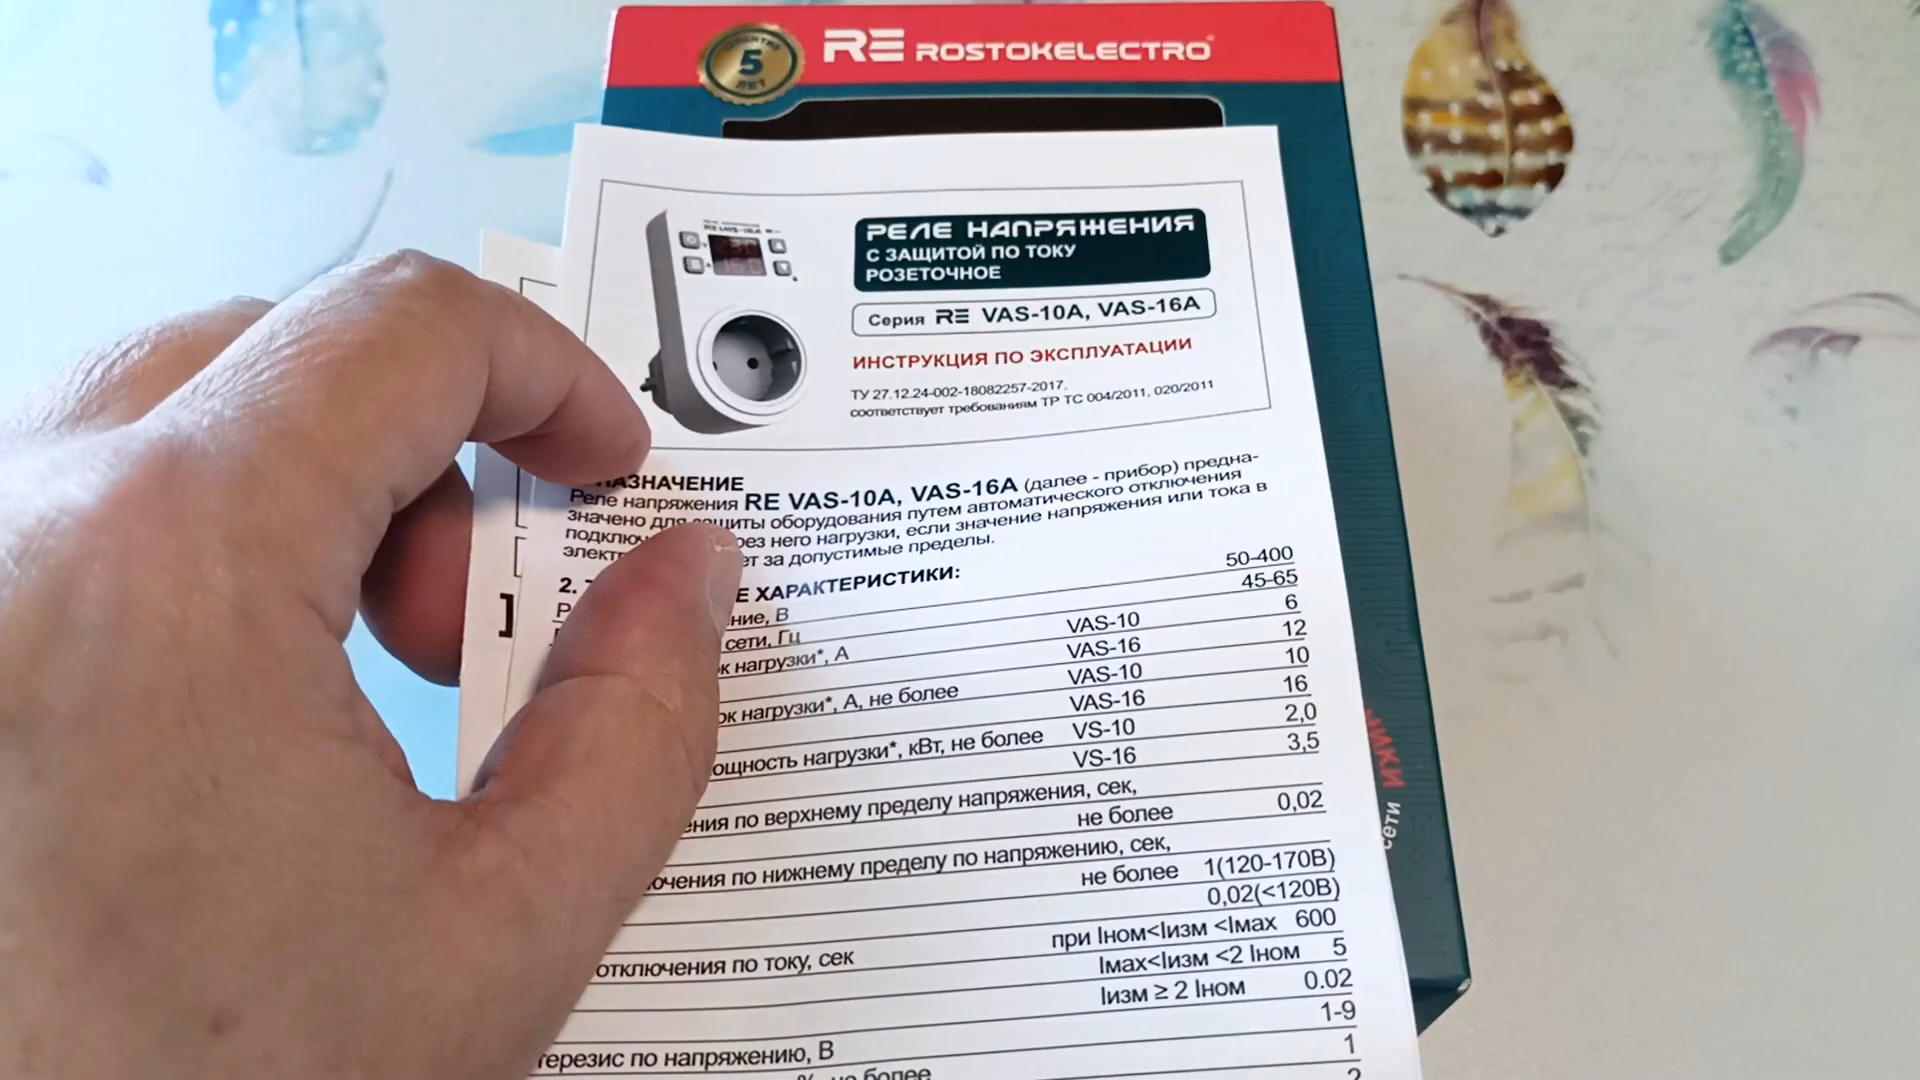 5
ЛЕТ
RE ROSTOKELECTRO
РЕЛЕ НАПРЯЖЕНИЯ
С ЗАЩИТОЙ ПО ТОКУ
РОЗЕТОЧНОЕ
Серия RE VAS-10A, VAS-16A
ИНСТРУКЦИЯ ПО ЭКСПЛУАТАЦИИ
ТУ 27.12.24-002-18082257-2017,
соответствует требованиям ТР ТС 004/2011, 020/2011
НАЗНАЧЕНИЕ
Реле напряжения RE VAS-10A, VAS-16A (далее - прибор) предна-
значено для защиты оборудования путем автоматического отключения
нагрузки, если значение напряжения или тока в
за допустимые пределы.
2. ХАРАКТЕРИСТИКИ:
ние, В 50-400
сети, Гц 45-65
к нагрузки*, А VAS-10 6
VAS-16 12
ок нагрузки*, А, не более VAS-10 10
VAS-16 16
ощность нагрузки*, кВт, не более VS-10 2,0
VS-16 3,5
ения по верхнему пределу напряжения, сек,
не более 0,02
ючения по нижнему пределу по напряжению, сек,
не более 1(120-170В)
0,02(<120В)
отключения по току, сек при Iном<Iизм <Iмах 600
Iмах<Iизм <2 Iном 5
Iизм ≥ 2 Iном 0.02
терезис по напряжению, В 1-9
%, не более 1
2
сети